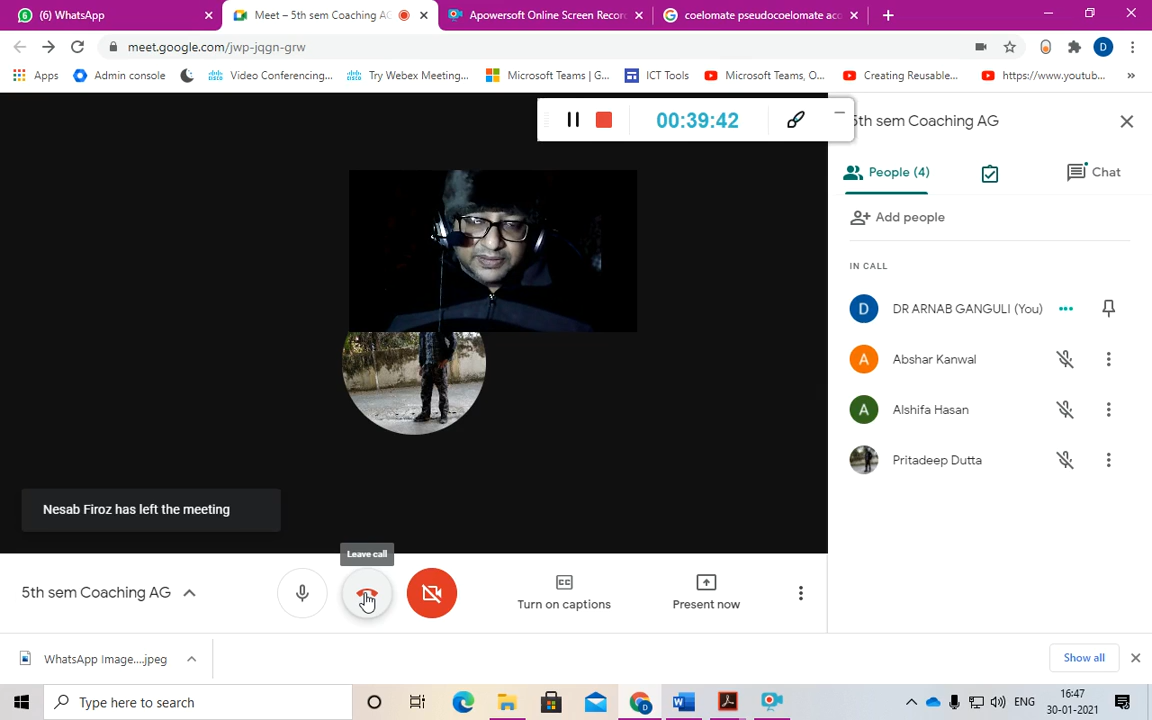 (6) WhatsApp
Meet – 5th sem Coaching AG
Apowersoft Online Screen Recor
coelomate pseudocoelomate aco
meet.google.com/jwp-jqgn-grw
D
Apps
Admin console
Video Conferencing...
Try Webex Meeting...
Microsoft Teams | G...
ICT Tools
Microsoft Teams, O...
Creating Reusable...
https://www.youtub...
»
00:39:42
5th sem Coaching AG
People (4)
Chat
Add people
IN CALL
D DR ARNAB GANGULI (You)
A Abshar Kanwal
A Alshifa Hasan
Pritadeep Dutta
Nesab Firoz has left the meeting
Leave call
5th sem Coaching AG
CC
Turn on captions
Present now
WhatsApp Image....jpeg
Show all
Type here to search
ENG
16:47
30-01-2021